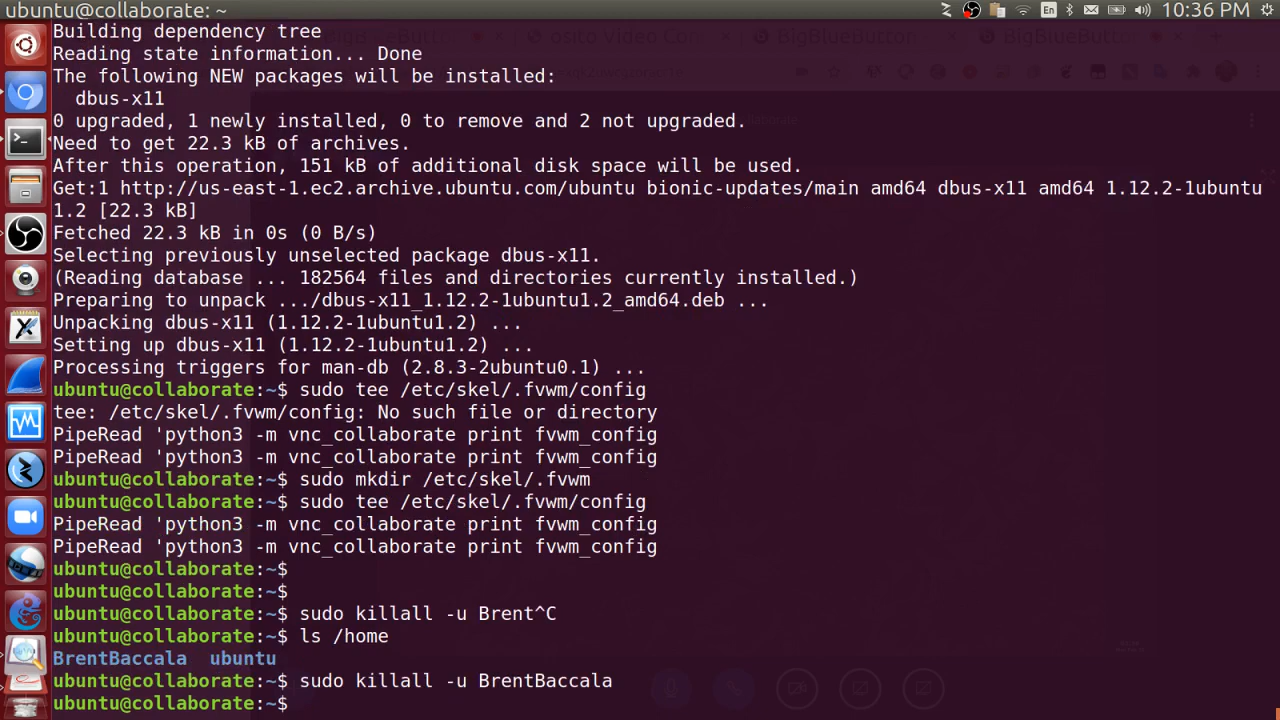 ubuntu@collaborate: ~
En
10:36 PM
Building dependency tree
Reading state information... Done
The following NEW packages will be installed:
  dbus-x11
0 upgraded, 1 newly installed, 0 to remove and 2 not upgraded.
Need to get 22.3 kB of archives.
After this operation, 151 kB of additional disk space will be used.
Get:1 http://us-east-1.ec2.archive.ubuntu.com/ubuntu bionic-updates/main amd64 dbus-x11 amd64 1.12.2-1ubuntu
1.2 [22.3 kB]
Fetched 22.3 kB in 0s (0 B/s)
Selecting previously unselected package dbus-x11.
(Reading database ... 182564 files and directories currently installed.)
Preparing to unpack .../dbus-x11_1.12.2-1ubuntu1.2_amd64.deb ...
Unpacking dbus-x11 (1.12.2-1ubuntu1.2) ...
Setting up dbus-x11 (1.12.2-1ubuntu1.2) ...
Processing triggers for man-db (2.8.3-2ubuntu0.1) ...
ubuntu@collaborate:~$ sudo tee /etc/skel/.fvwm/config
tee: /etc/skel/.fvwm/config: No such file or directory
PipeRead 'python3 -m vnc_collaborate print fvwm_config
PipeRead 'python3 -m vnc_collaborate print fvwm_config
ubuntu@collaborate:~$ sudo mkdir /etc/skel/.fvwm
ubuntu@collaborate:~$ sudo tee /etc/skel/.fvwm/config
PipeRead 'python3 -m vnc_collaborate print fvwm_config
PipeRead 'python3 -m vnc_collaborate print fvwm_config
ubuntu@collaborate:~$
ubuntu@collaborate:~$
ubuntu@collaborate:~$ sudo killall -u Brent^C
ubuntu@collaborate:~$ ls /home
BrentBaccala  ubuntu
ubuntu@collaborate:~$ sudo killall -u BrentBaccala
ubuntu@collaborate:~$